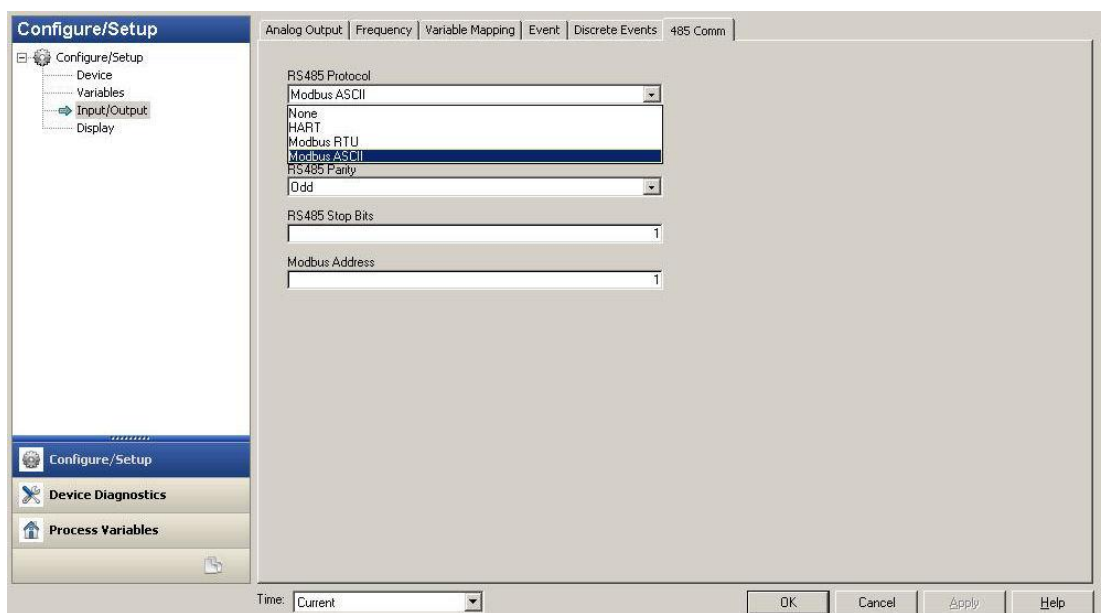 Configure/Setup
Configure/Setup
Device
Variables
Input/Output
Display
Configure/Setup
Device Diagnostics
Process Variables
Analog Output Frequency Variable Mapping Event Discrete Events 485 Comm
RS485 Protocol
Modbus ASCII
None
HART
Modbus RTU
Modbus ASCII
RS485 Parity
Odd
RS485 Stop Bits
1
Modbus Address
1
Time: Current OK Cancel Apply Help